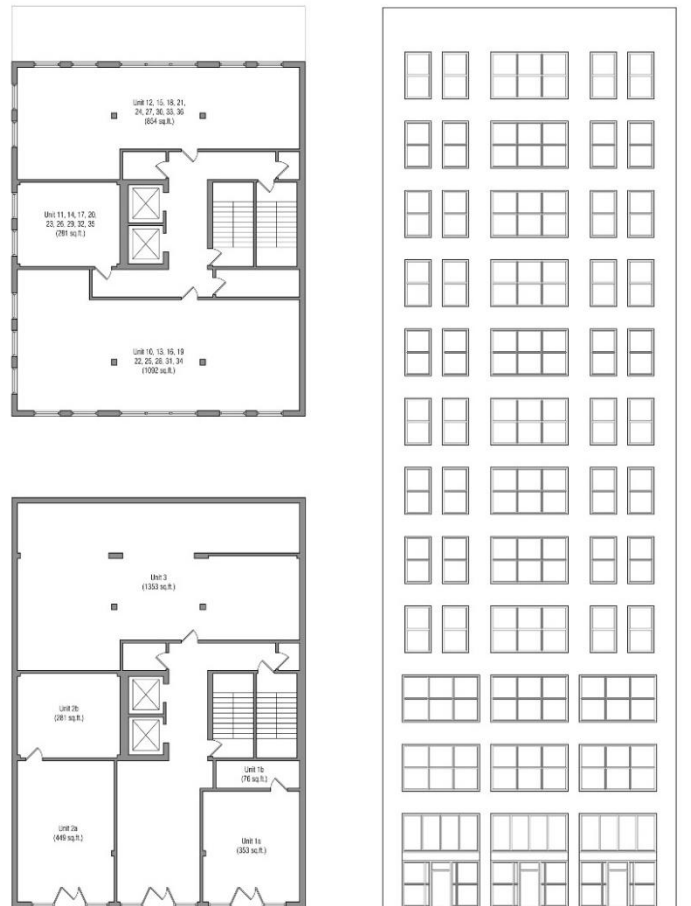 Unit 12, 15, 18, 21,
24, 27, 30, 33, 36
(854 sq.ft.)
Unit 11, 14, 17, 20,
23, 26, 29, 32, 35
(281 sq.ft.)
Unit 10, 13, 16, 19
22, 25, 28, 31, 34
(1092 sq.ft.)
Unit 3
(1353 sq.ft.)
Unit 2b
(281 sq.ft.)
Unit 1b
(76 sq.ft.)
Unit 2a
(449 sq.ft.)
Unit 1a
(353 sq.ft.)